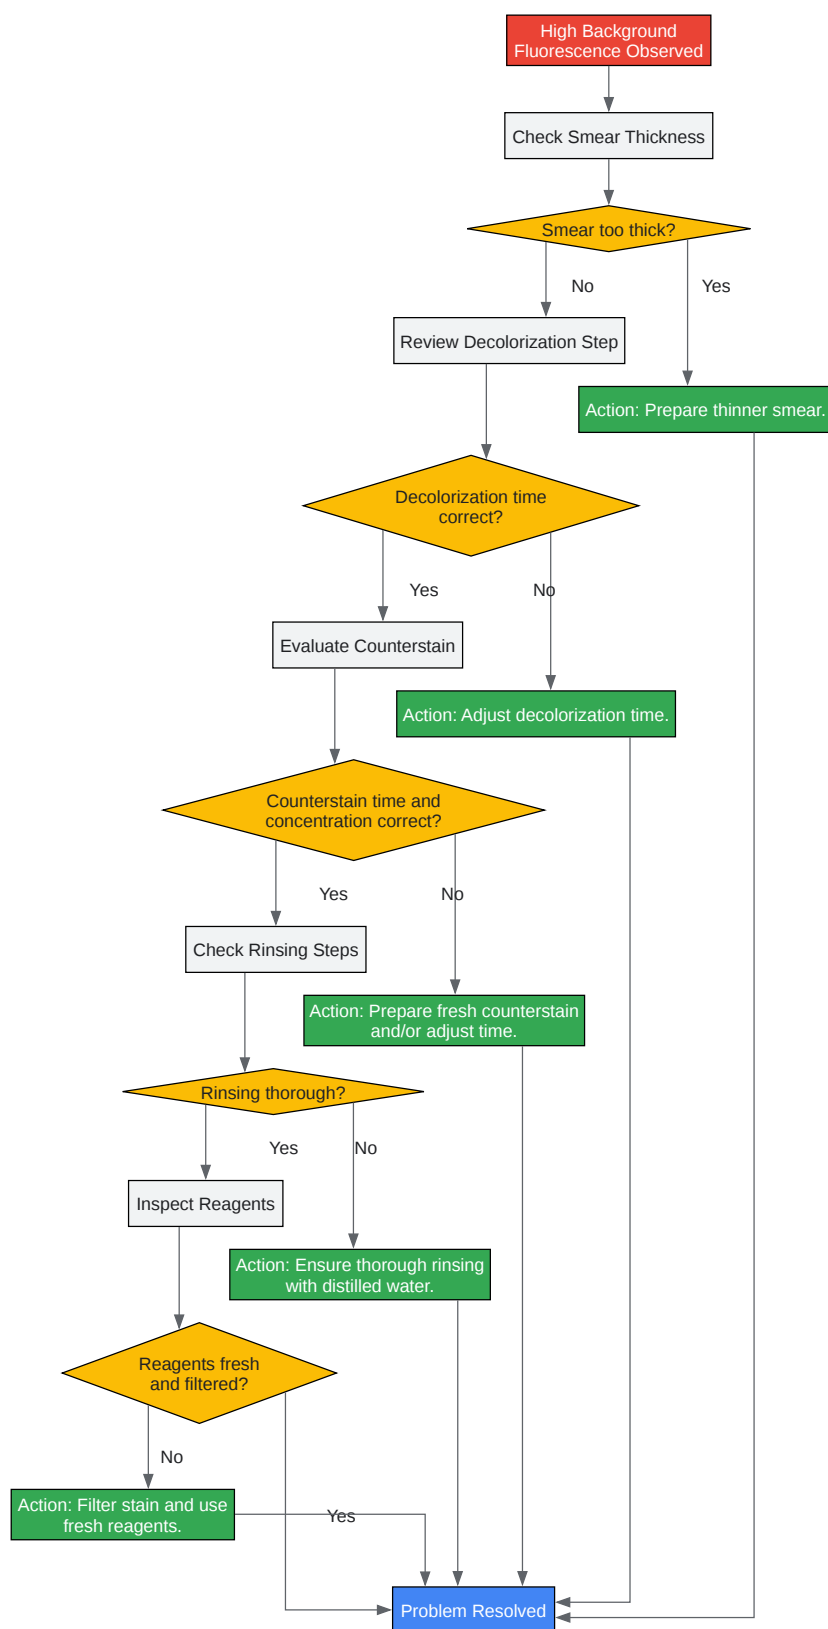 High Background
Fluorescence Observed
Check Smear Thickness
Smear too thick?
No
Yes
Review Decolorization Step
Action: Prepare thinner smear.
Decolorization time
correct?
Yes
No
Evaluate Counterstain
Action: Adjust decolorization time.
Counterstain time and
concentration correct?
Yes
No
Check Rinsing Steps
Action: Prepare fresh counterstain
and/or adjust time.
Rinsing thorough?
Yes
No
Inspect Reagents
Action: Ensure thorough rinsing
with distilled water.
Reagents fresh
and filtered?
No
Action: Filter stain and use
fresh reagents.
Yes
Problem Resolved